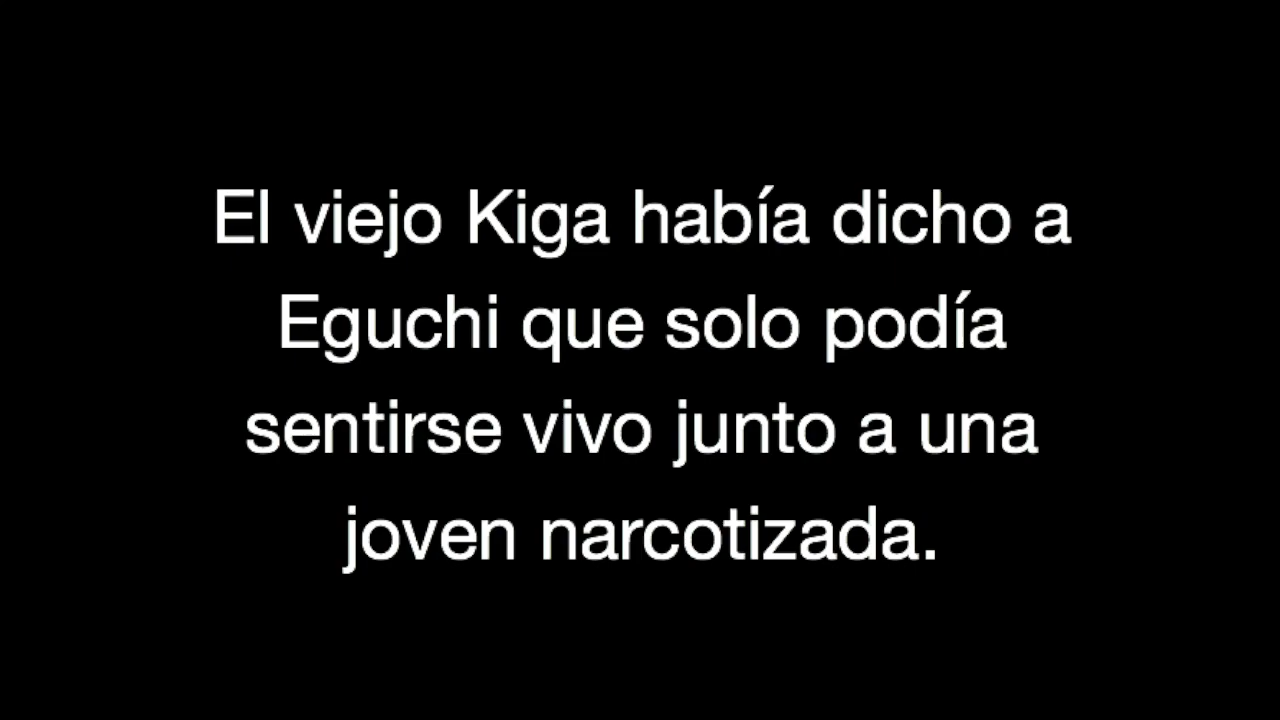 El viejo Kiga había dicho a
Eguchi que solo podía
sentirse vivo junto a una
joven narcotizada.